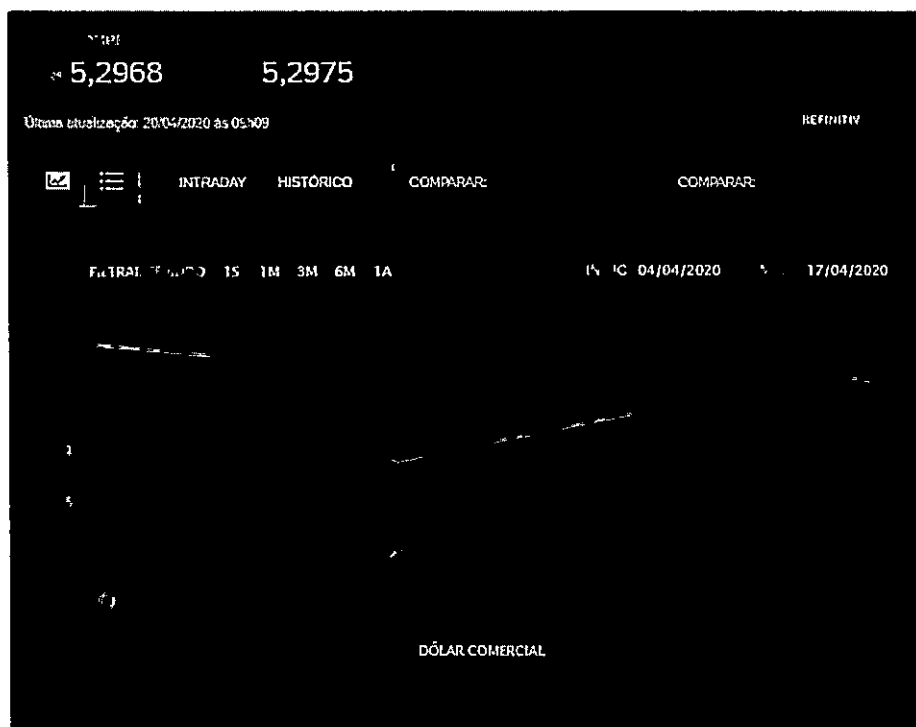 5,2968 5,2975
Última atualização: 20/04/2020 às 05h09
REFINITIV
INTRADAY HISTÓRICO COMPARAR: COMPARAR:
1S 1M 3M 6M 1A 04/04/2020 17/04/2020
DÓLAR COMERCIAL